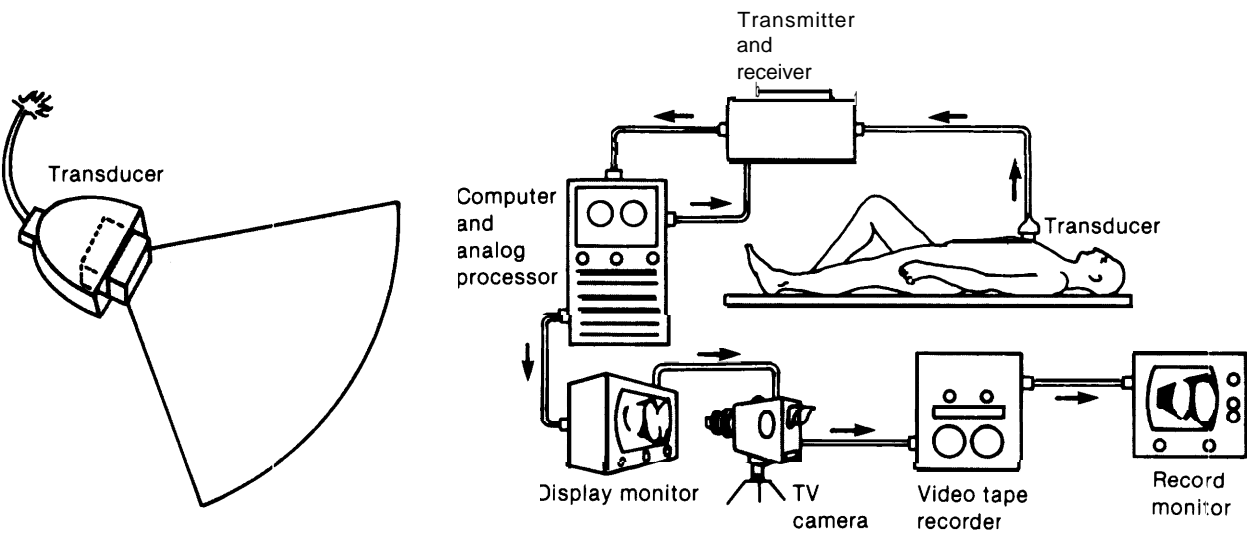 Transducer
Transmitter
and
receiver
Computer
and
analog
processor
Transducer
Display monitor
TV
camera
Video tape
recorder
Record
monitor